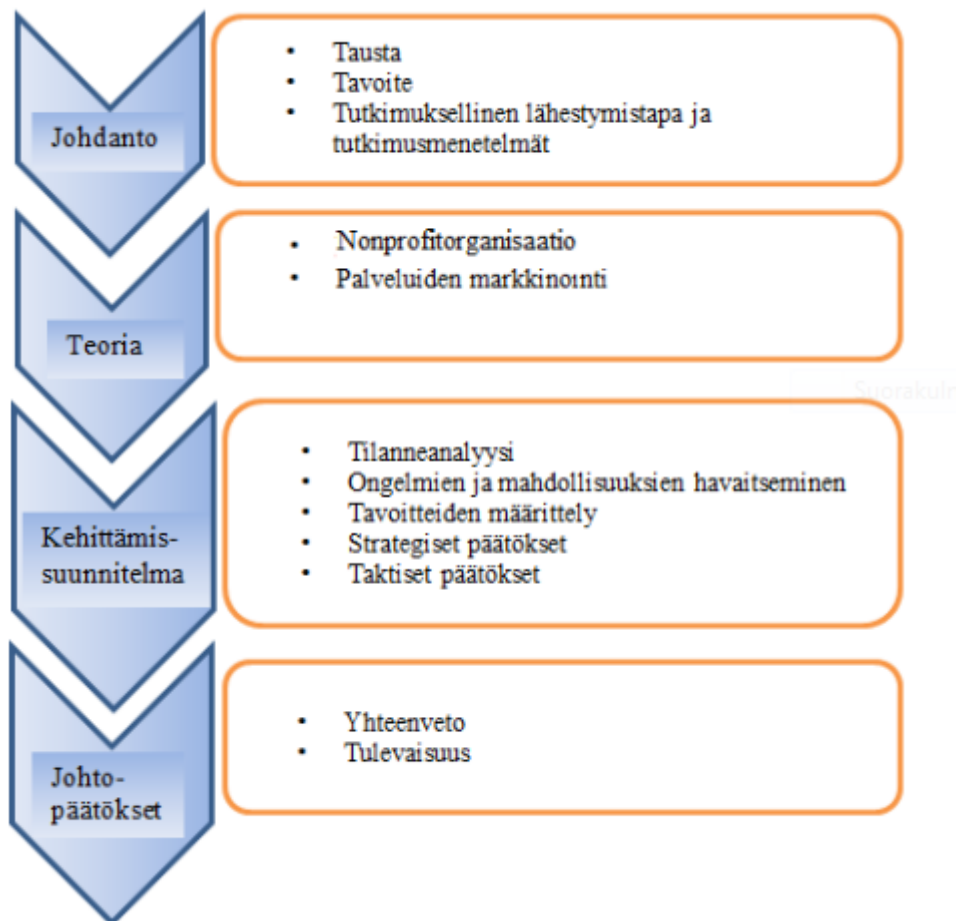 Johdanto
• Tausta
• Tavoite
• Tutkimuksellinen lähestymistapa ja
tutkimusmenetelmät
Teoria
• Nonprofitorganisaatio
• Palveluiden markkinointi
Kehittämis-
suunnitelma
• Tilanneanalyysi
• Ongelmien ja mahdollisuuksien havaitseminen
• Tavoitteiden määrittely
• Strategiset päätökset
• Taktiset päätökset
Johto-
päätökset
• Yhteenveto
• Tulevaisuus